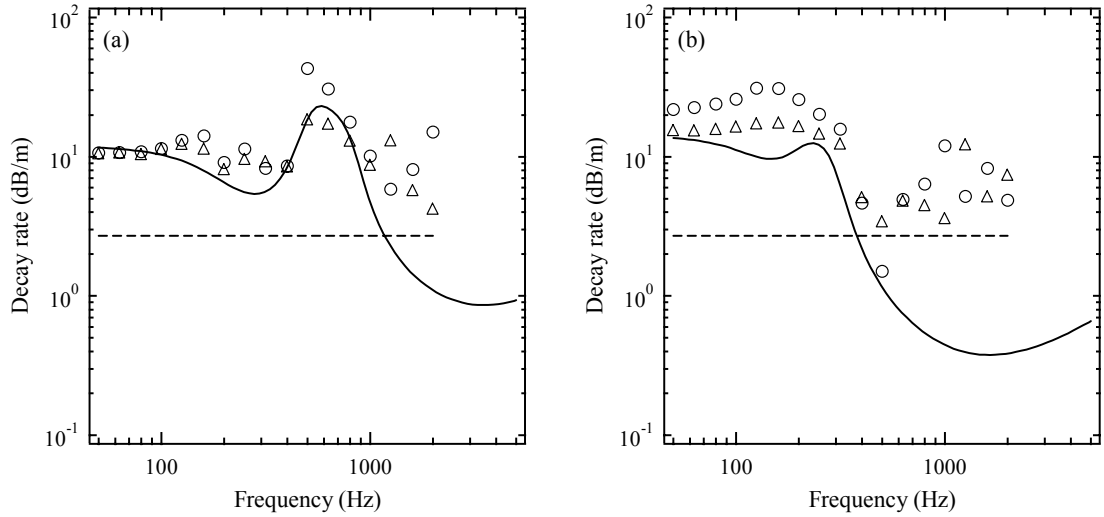 (a)
10²
10¹
10⁰
10⁻¹
Decay rate (dB/m)
100
1000
Frequency (Hz)
(b)
10²
10¹
10⁰
10⁻¹
Decay rate (dB/m)
100
1000
Frequency (Hz)